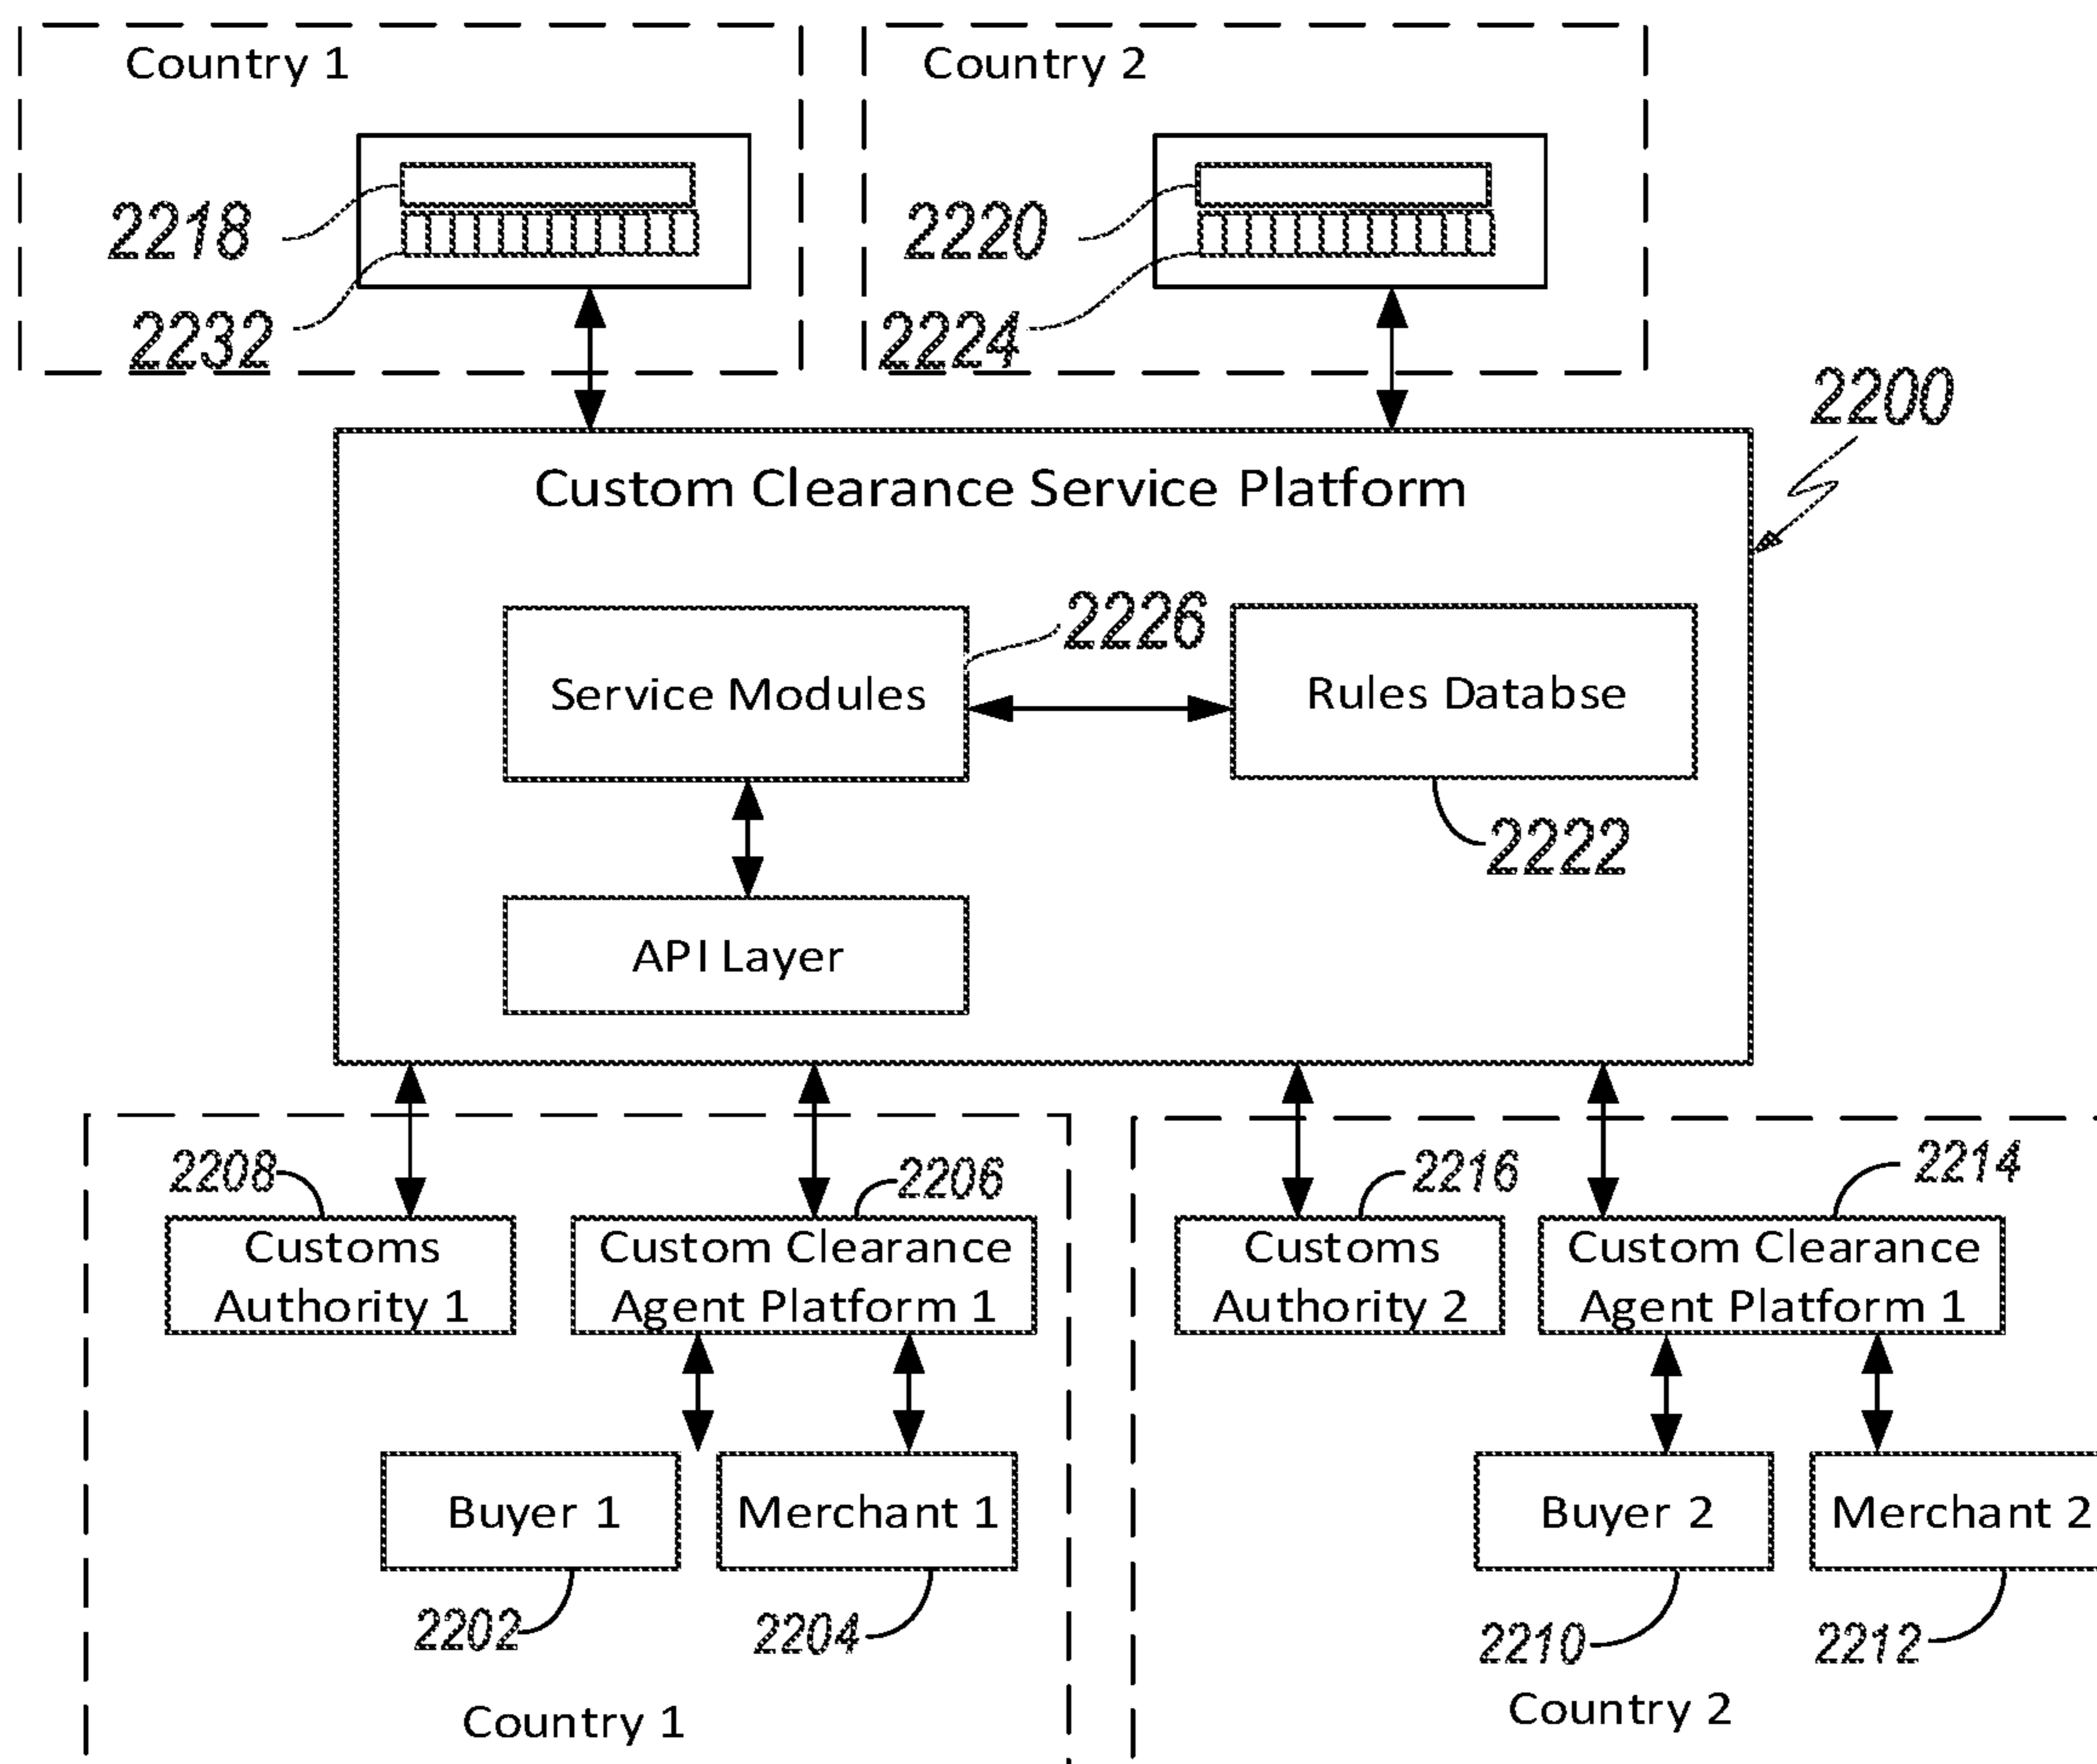 Country 1
Country 2
2218
2220
2232
2224
2200
Custom Clearance Service Platform
2226
Service Modules
Rules Databse
2222
API Layer
2208
2206
2216
2214
Customs
Authority 1
Custom Clearance
Agent Platform 1
Customs
Authority 2
Custom Clearance
Agent Platform 1
Buyer 1
Merchant 1
Buyer 2
Merchant 2
2202
2204
2210
2212
Country 1
Country 2